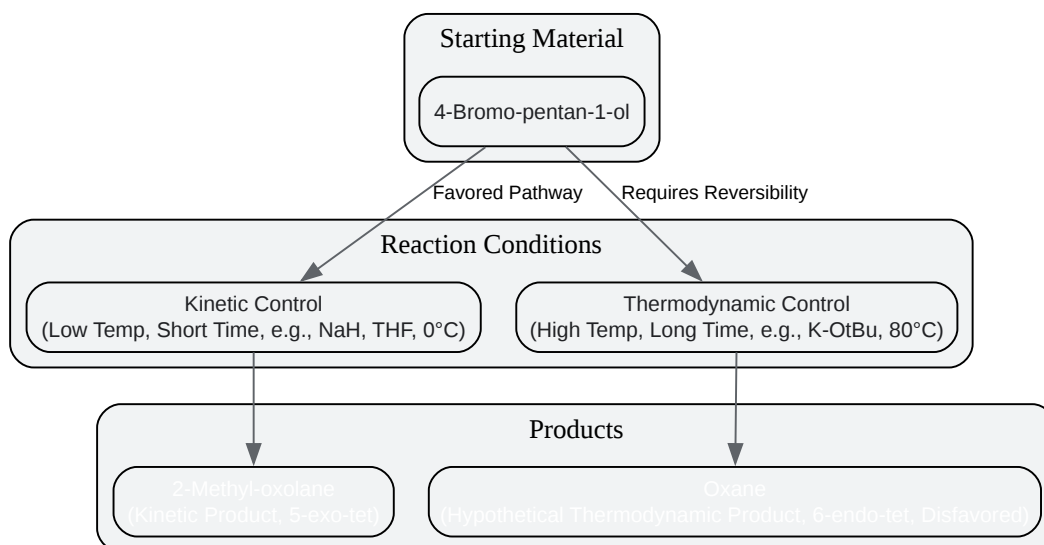 Starting Material
4-Bromo-pentan-1-ol
Favored Pathway
Requires Reversibility
Reaction Conditions
Kinetic Control
(Low Temp, Short Time, e.g., NaH, THF, 0°C)
Thermodynamic Control
(High Temp, Long Time, e.g., K-OtBu, 80°C)
Products
2-Methyl-oxolane
(Kinetic Product, 5-exo-tet)
Oxane
(Hypothetical Thermodynamic Product, 6-endo-tet, Disfavored)